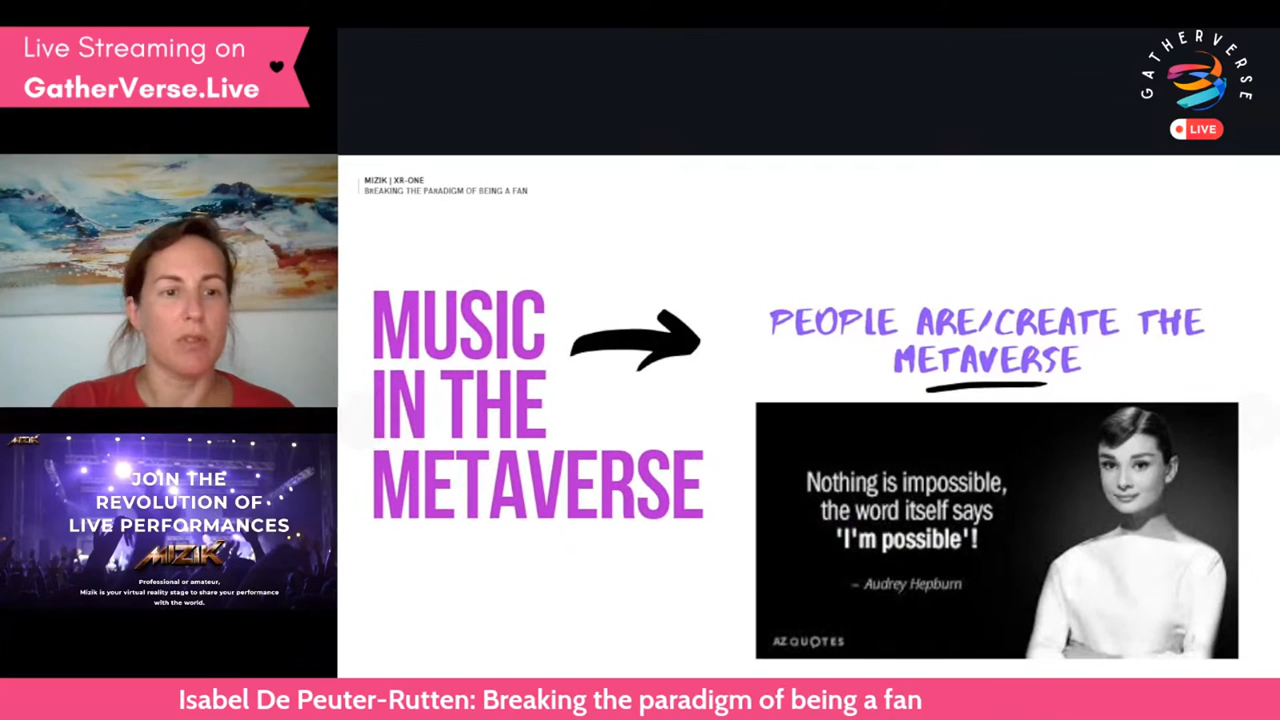 Live Streaming on
GatherVerse.Live
GATHERVERSE
LIVE
MIZIK | XR-ONE
BREAKING THE PARADIGM OF BEING A FAN
MUSIC
IN THE
METAVERSE
PEOPLE ARE/CREATE THE
METAVERSE
Nothing is impossible,
the word itself says
'I'm possible'!
– Audrey Hepburn
AZ QUOTES
MIZIK
JOIN THE
REVOLUTION OF
LIVE PERFORMANCES
MIZIK
Professional or amateur,
Mizik is your virtual reality stage to share your performance
with the world.
Isabel De Peuter-Rutten: Breaking the paradigm of being a fan